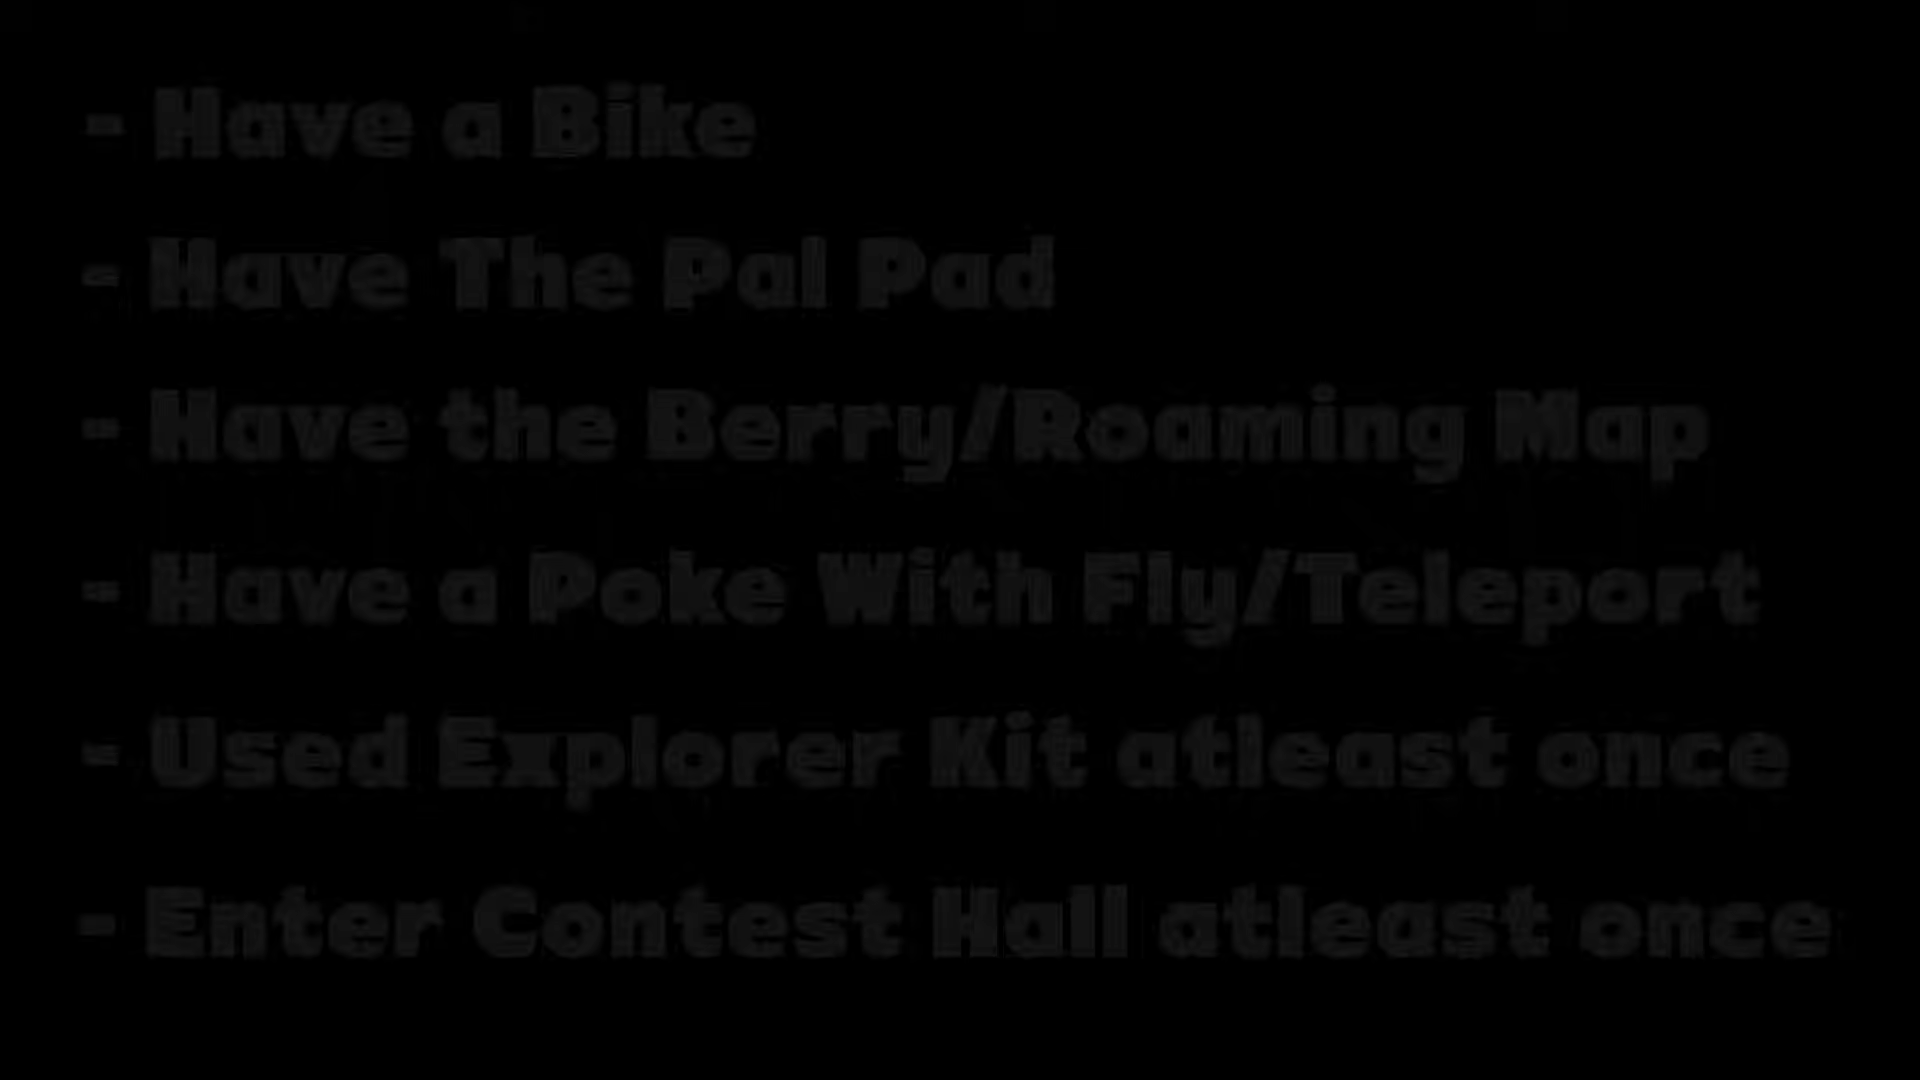 - Have a Bike
- Have The Pal Pad
- Have the Berry/Roaming Map
- Have a Poke With Fly/Teleport
- Used Explorer Kit atleast once
- Enter Contest Hall atleast once